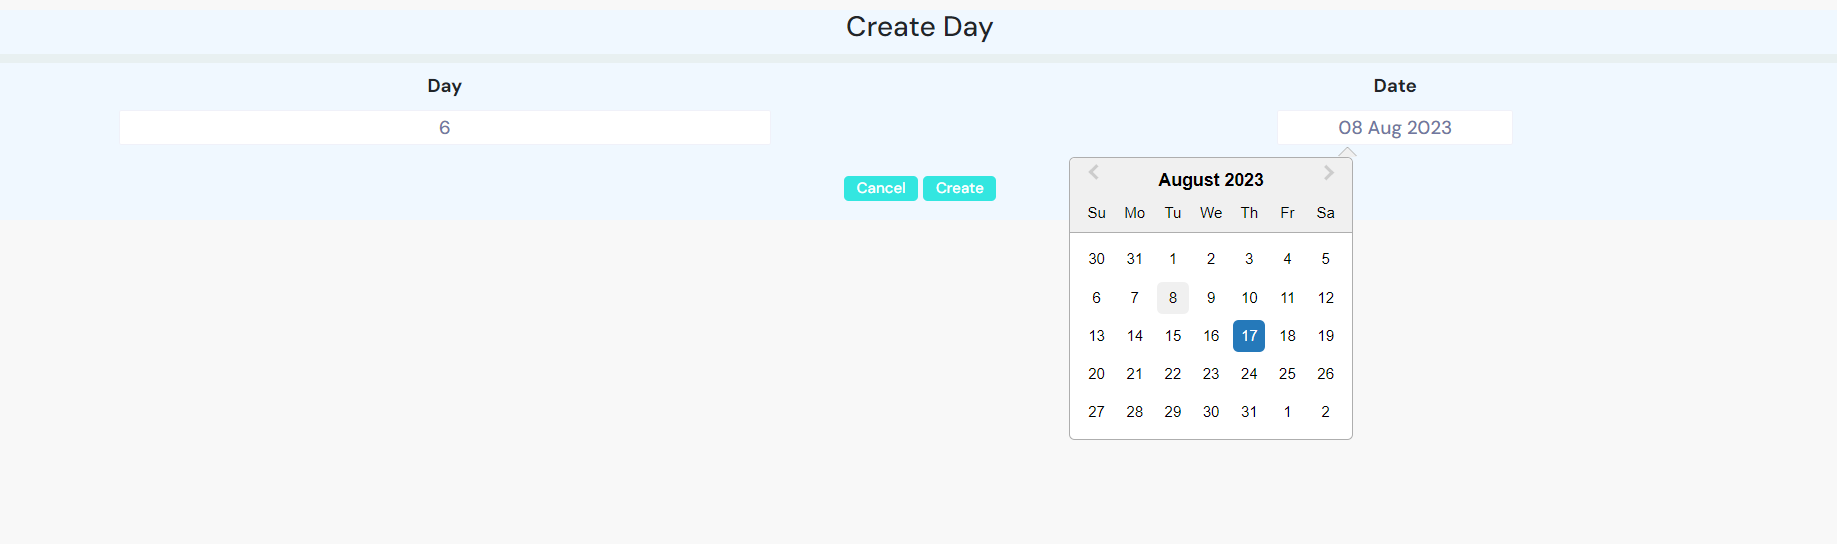 Create Day
Day
Date
6
08 Aug 2023
Cancel Create
August 2023
Su Mo Tu We Th Fr Sa
30 31 1 2 3 4 5
6 7 8 9 10 11 12
13 14 15 16 17 18 19
20 21 22 23 24 25 26
27 28 29 30 31 1 2